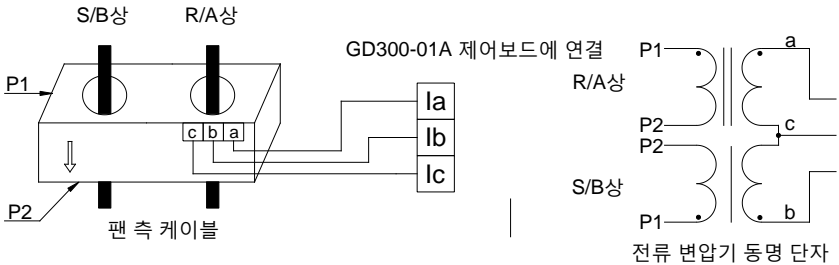 S/B상
R/A상
GD300-01A 제어보드에 연결
P1
c b a
Ia
Ib
Ic
P2
팬 측 케이블
P1
a
R/A상
P2
c
P2
S/B상
P1
b
전류 변압기 동명 단자